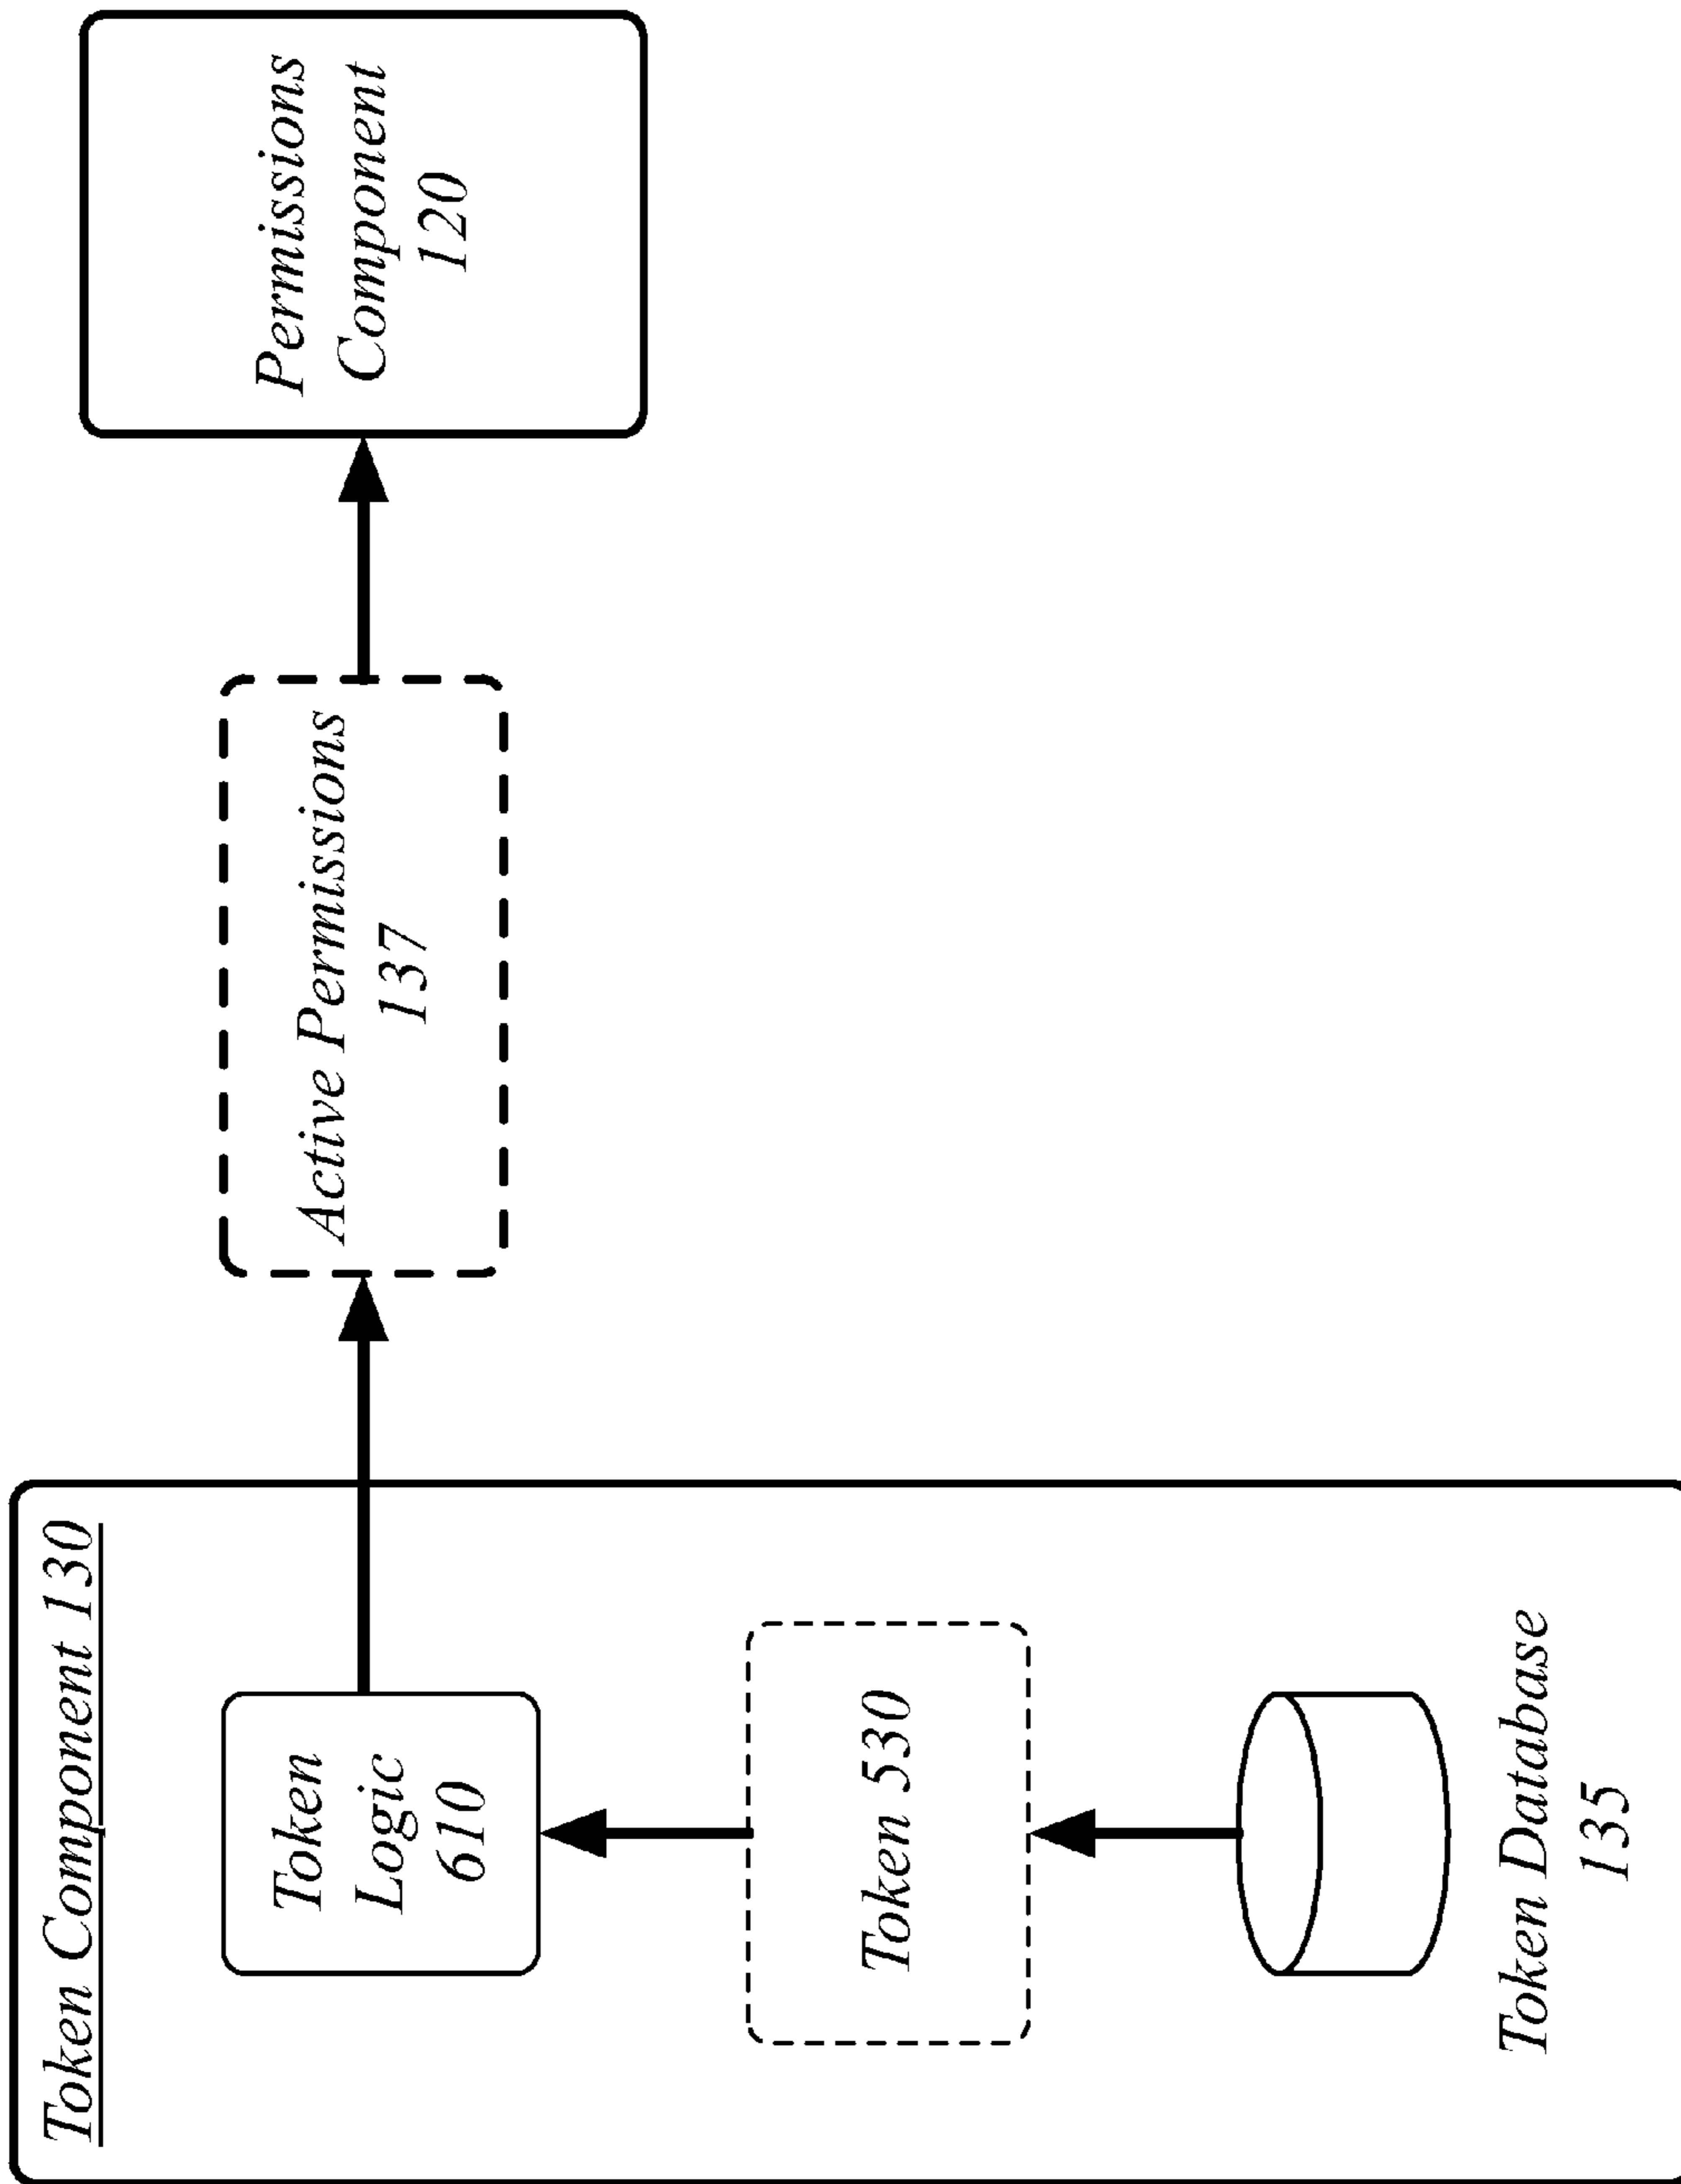 Token Component 130
Token
Logic
610
Token 530
Token Database
135
Active Permissions
137
Permissions
Component
120